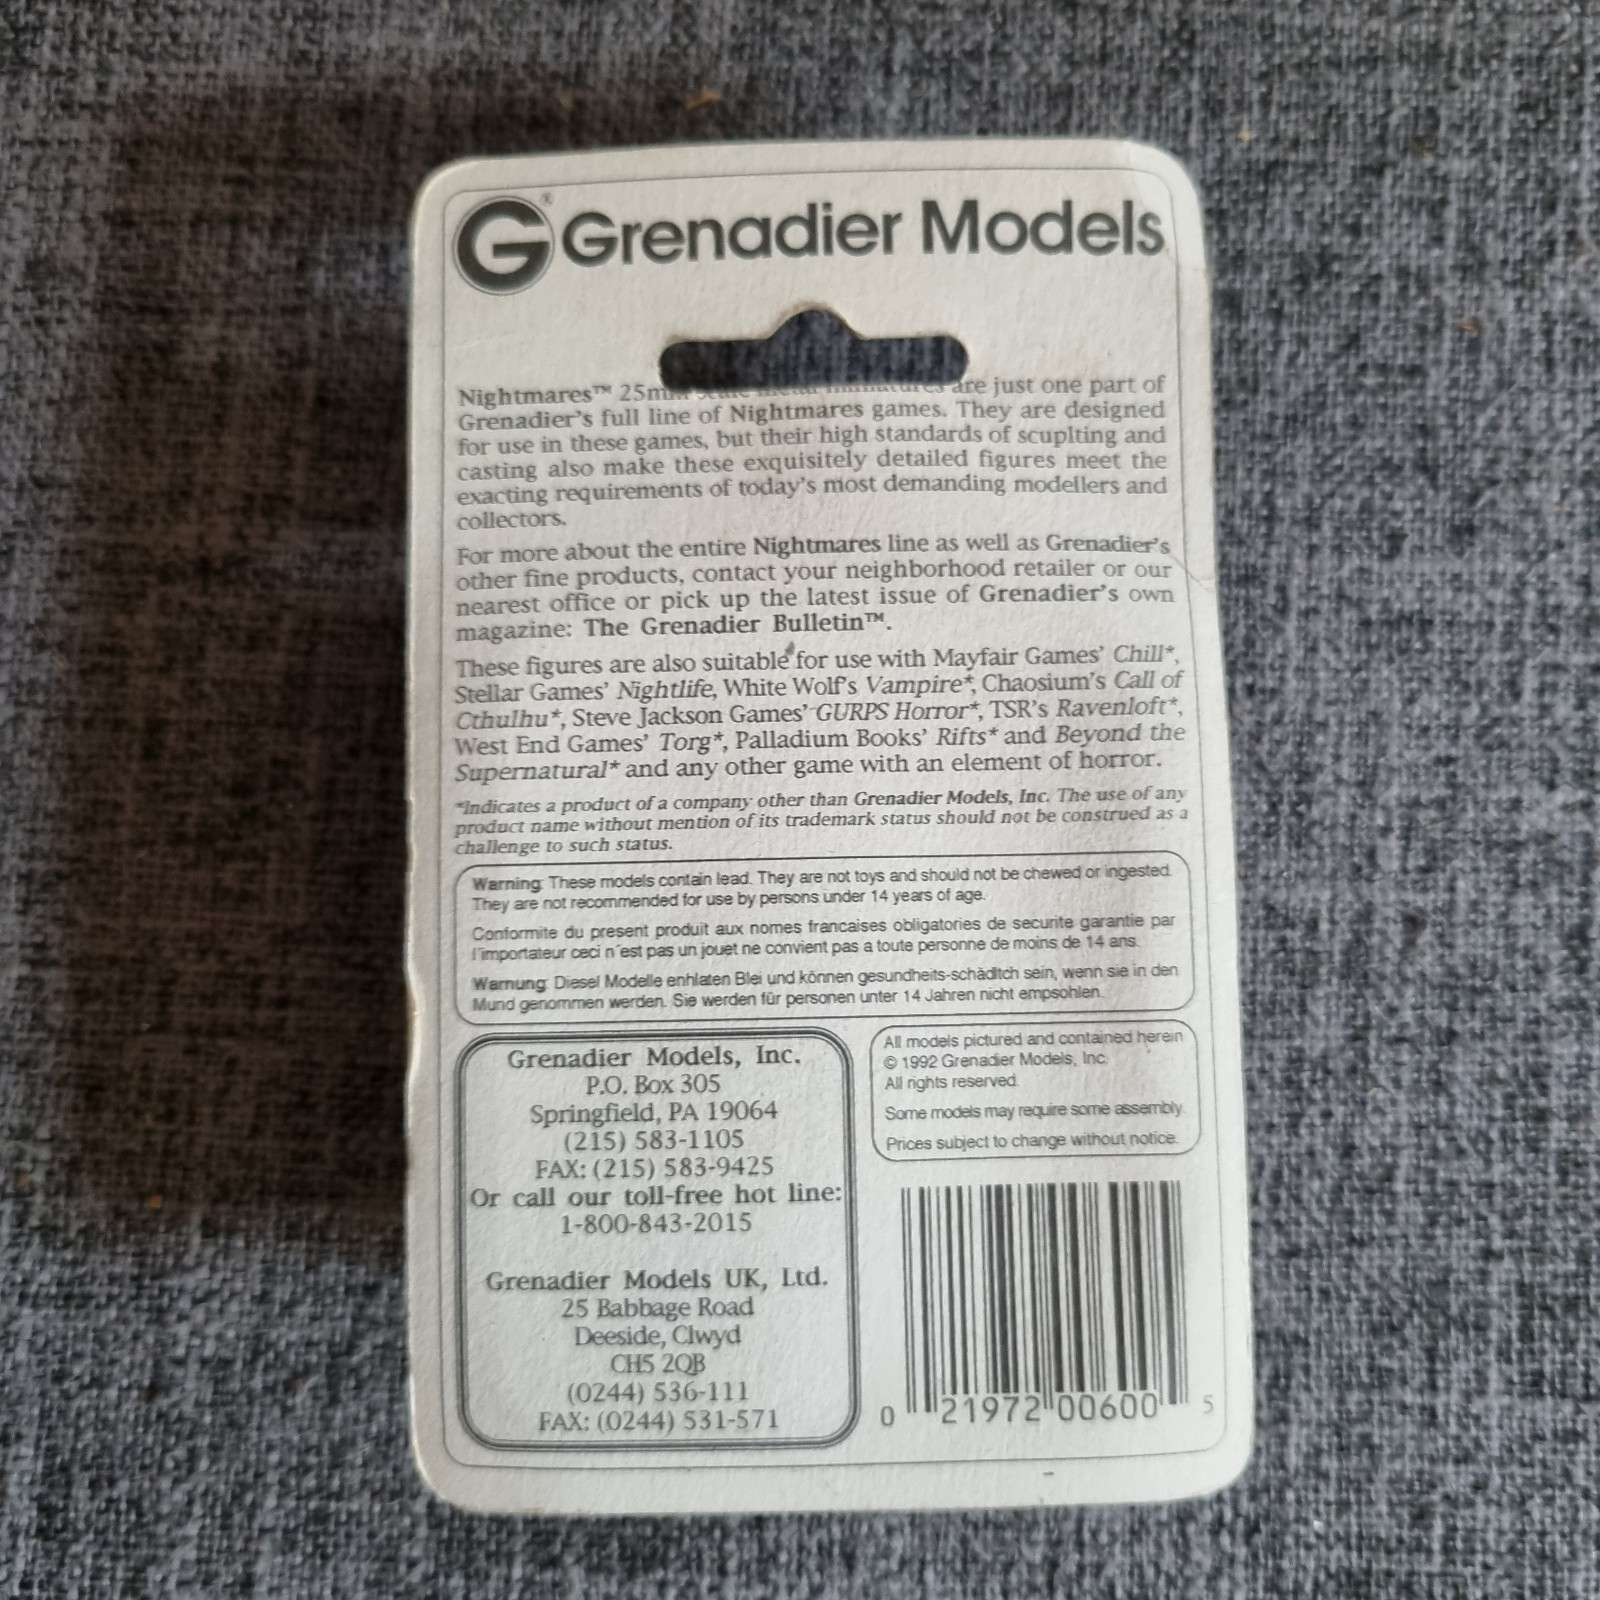 G® Grenadier Models
Nightmares™ 25mm scale metal miniatures are just one part of
Grenadier's full line of Nightmares games. They are designed
for use in these games, but their high standards of scuplting and
casting also make these exquisitely detailed figures meet the
exacting requirements of today's most demanding modellers and
collectors.
For more about the entire Nightmares line as well as Grenadier's
other fine products, contact your neighborhood retailer or our
nearest office or pick up the latest issue of Grenadier's own
magazine: The Grenadier Bulletin™.
These figures are also suitable for use with Mayfair Games' Chill*,
Stellar Games' Nightlife, White Wolf's Vampire*, Chaosium's Call of
Cthulhu*, Steve Jackson Games' GURPS Horror*, TSR's Ravenloft*,
West End Games' Torg*, Palladium Books' Rifts* and Beyond the
Supernatural* and any other game with an element of horror.
*Indicates a product of a company other than Grenadier Models, Inc. The use of any
product name without mention of its trademark status should not be construed as a
challenge to such status.
Warning: These models contain lead. They are not toys and should not be chewed or ingested.
They are not recommended for use by persons under 14 years of age.
Conformite du present produit aux nomes francaises obligatories de securite garantie par
l'importateur ceci n'est pas un jouet ne convient pas a toute personne de moins de 14 ans.
Warnung: Diesel Modelle enhlaten Blei und können gesundheits-schädltch sein, wenn sie in den
Mund genommen werden. Sie werden für personen unter 14 Jahren nicht empsohlen.
Grenadier Models, Inc.
P.O. Box 305
Springfield, PA 19064
(215) 583-1105
FAX: (215) 583-9425
Or call our toll-free hot line:
1-800-843-2015
Grenadier Models UK, Ltd.
25 Babbage Road
Deeside, Clwyd
CH5 2QB
(0244) 536-111
FAX: (0244) 531-571
All models pictured and contained herein
© 1992 Grenadier Models, Inc.
All rights reserved.
Some models may require some assembly.
Prices subject to change without notice.
0 21972 00600 5